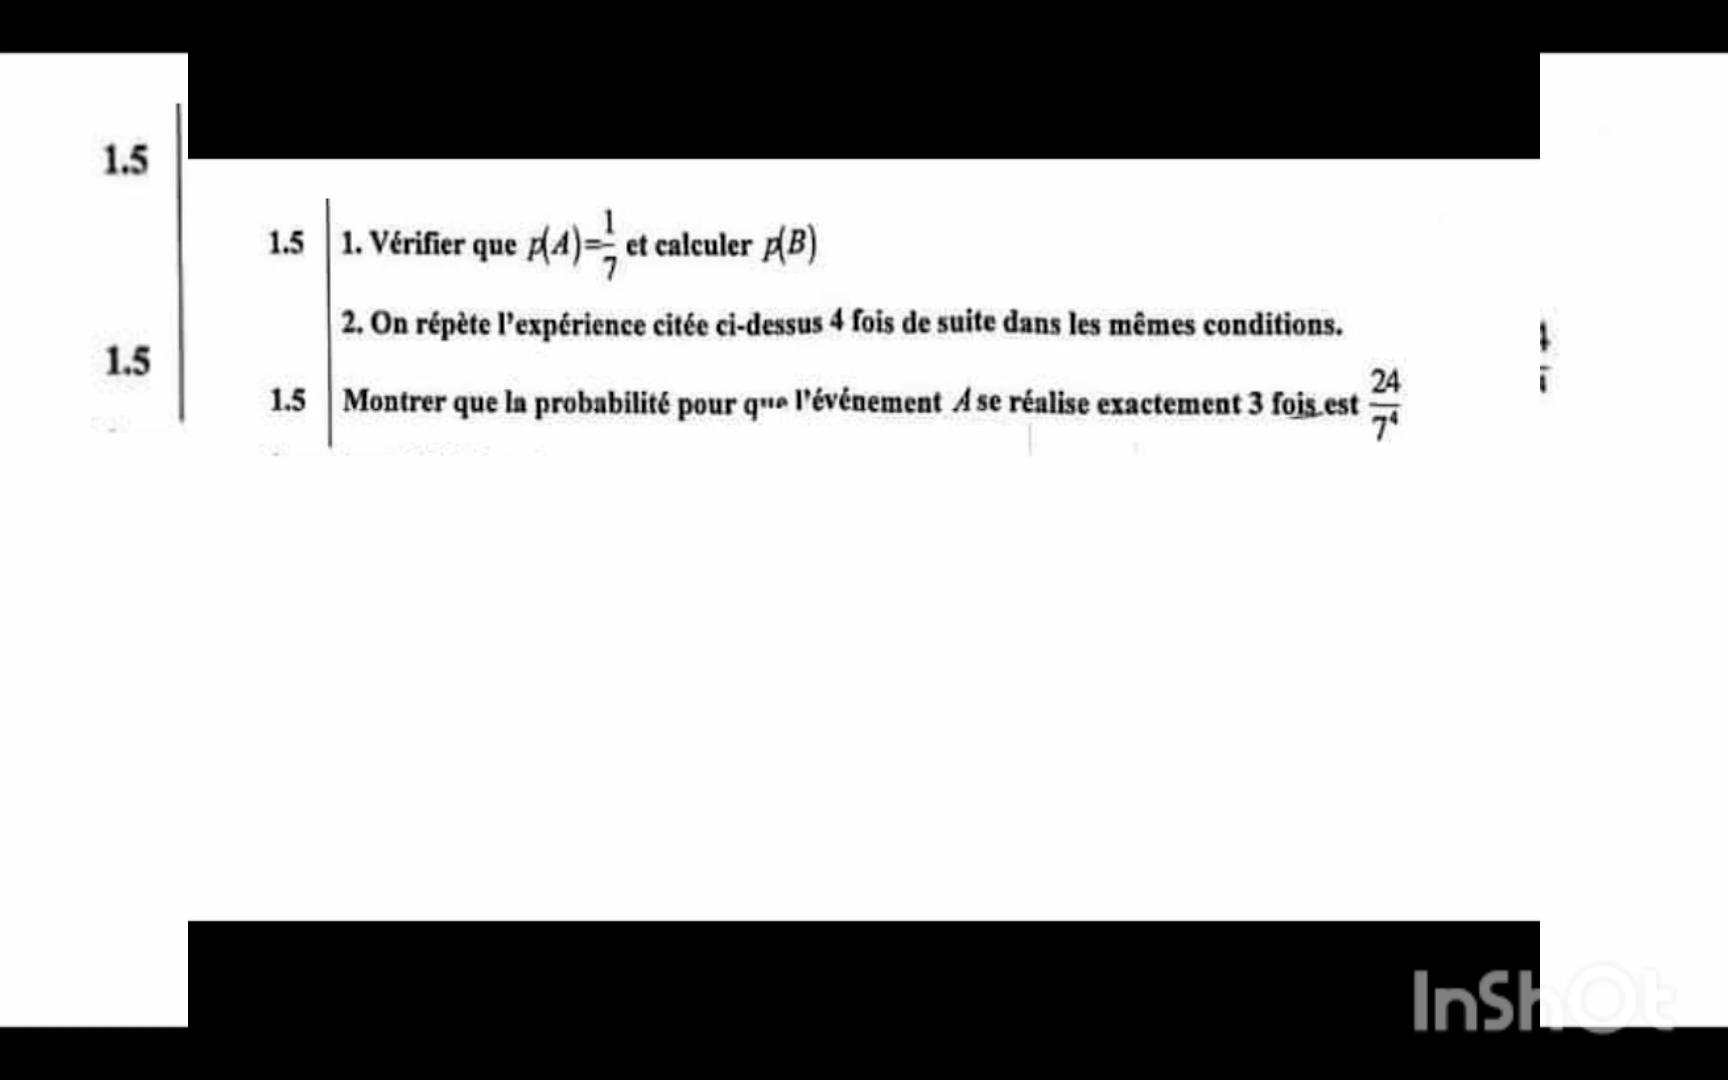 1.5
1.5
1.5 1. Vérifier que p(A)=1/7 et calculer p(B)
2. On répète l'expérience citée ci-dessus 4 fois de suite dans les mêmes conditions.
1.5 Montrer que la probabilité pour que l'événement A se réalise exactement 3 fois est 24/7⁴
InShOt